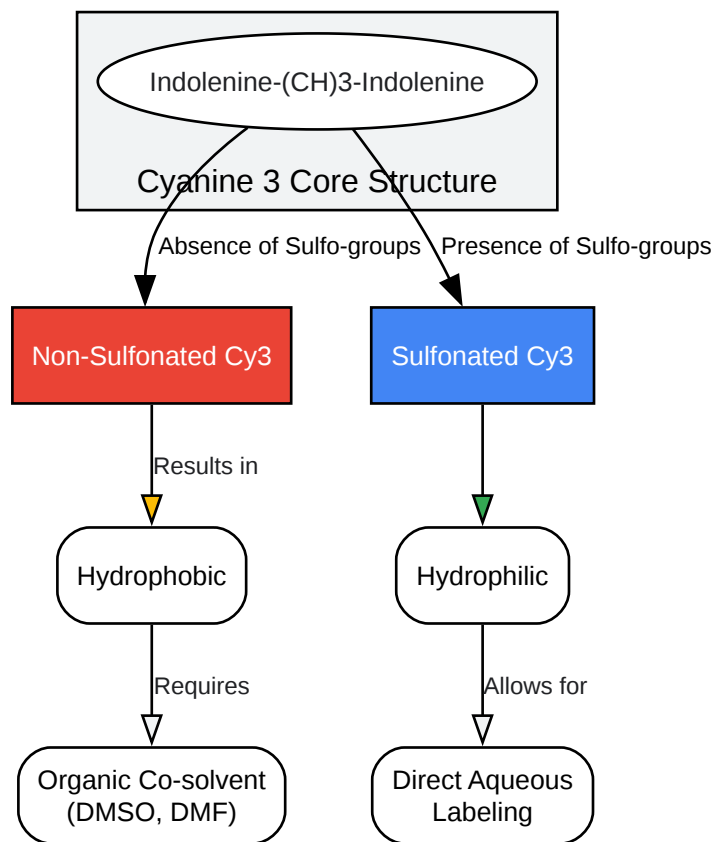 Indolenine-(CH)3-Indolenine
Cyanine 3 Core Structure
Absence of Sulfo-groups
Presence of Sulfo-groups
Non-Sulfonated Cy3
Sulfonated Cy3
Results in
Hydrophobic
Hydrophilic
Requires
Allows for
Organic Co-solvent
(DMSO, DMF)
Direct Aqueous
Labeling